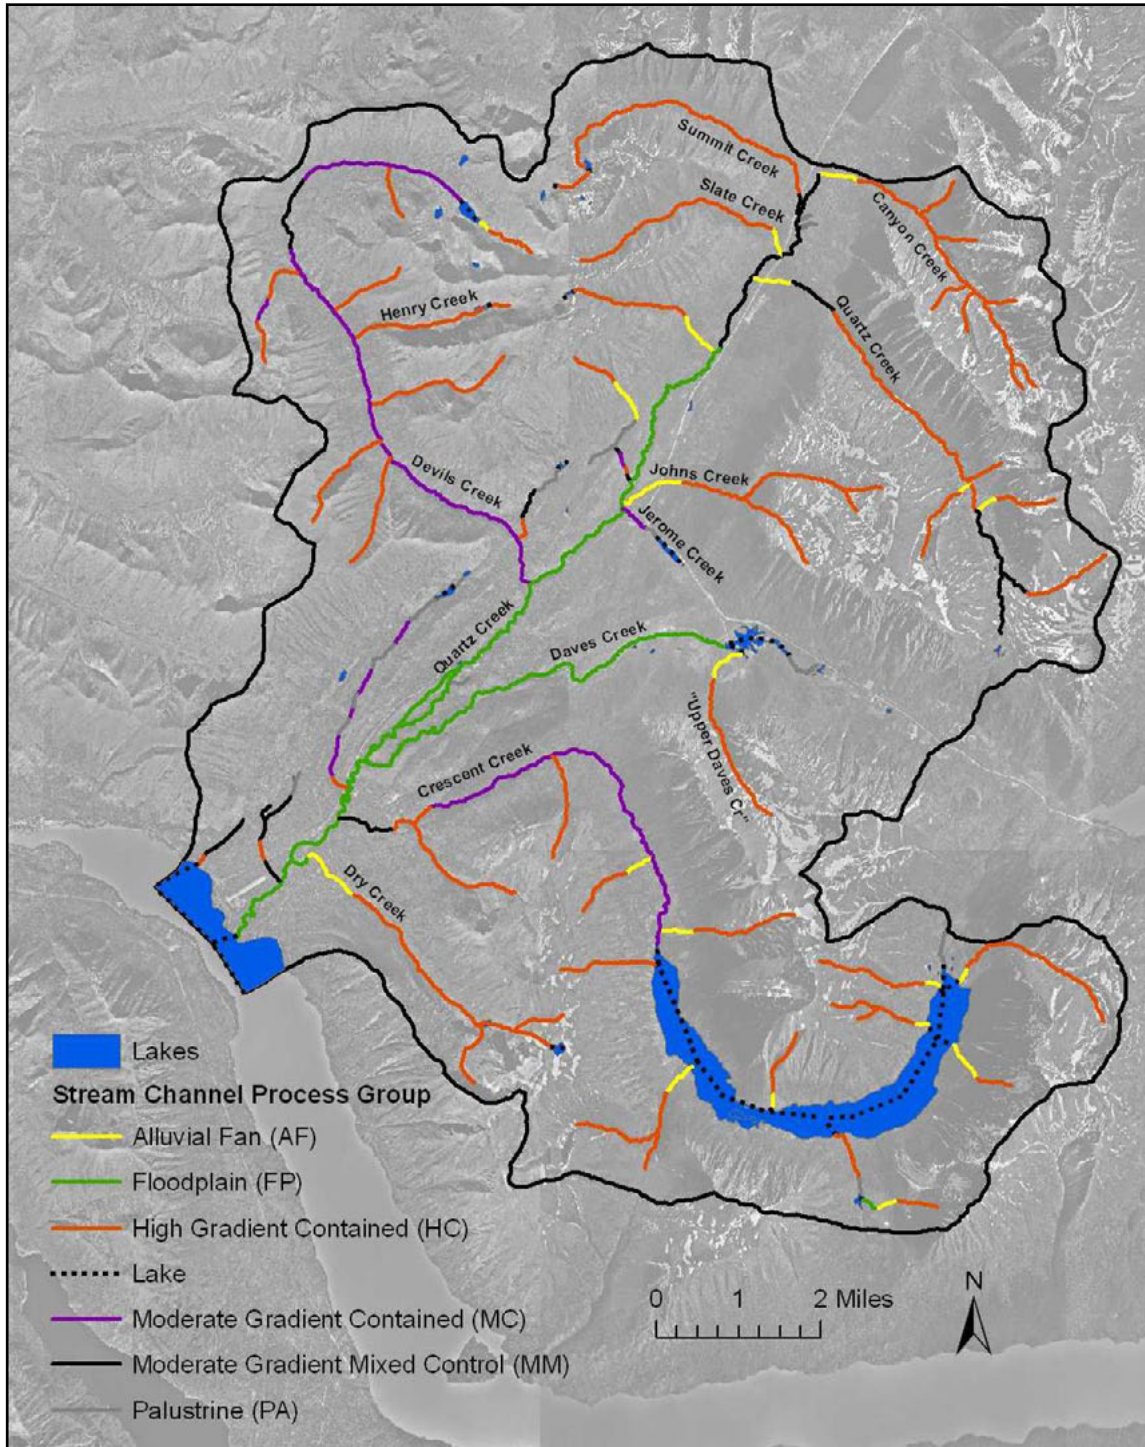 Summit Creek
Slate Creek
Canyon Creek
Henry Creek
Quartz Creek
Devils Creek
Johns Creek
Jerome Creek
Quartz Creek
Daves Creek
"Upper Daves Cr"
Crescent Creek
Dry Creek
Lakes
Stream Channel Process Group
Alluvial Fan (AF)
Floodplain (FP)
High Gradient Contained (HC)
Lake
Moderate Gradient Contained (MC)
Moderate Gradient Mixed Control (MM)
Palustrine (PA)
0 1 2 Miles
N